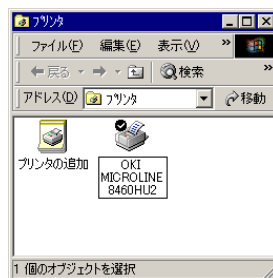 プリンタ
ファイル(F) 編集(E) 表示(V) »
戻る 検索 »
アドレス(D) プリンタ 移動
プリンタの追加
OKI
MICROLINE
8460HU2
1 個のオブジェクトを選択